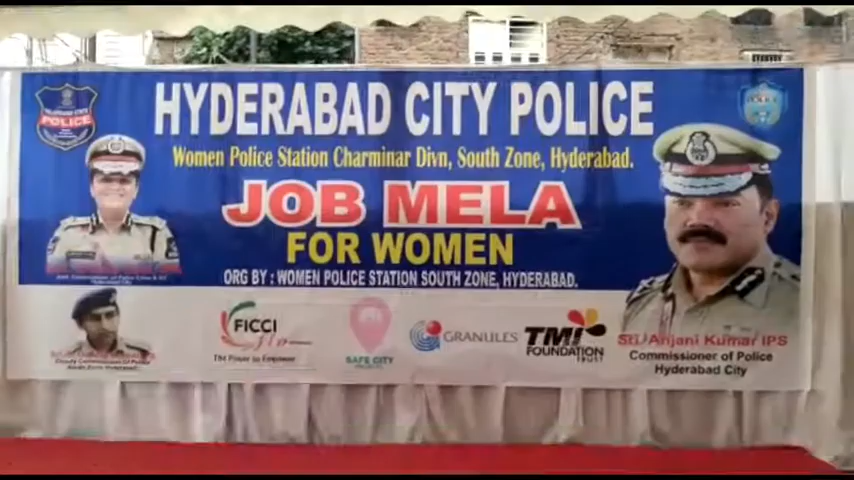 HYDERABAD CITY POLICE
Women Police Station Charminar Divn, South Zone, Hyderabad.
JOB MELA
FOR WOMEN
ORG BY : WOMEN POLICE STATION SOUTH ZONE, HYDERABAD.
POLICE
FICCI
flo
SAFE CITY
GRANULES
TMI
FOUNDATION
TRUST
Sri/Anjani Kumar IPS
Commissioner of Police
Hyderabad City.